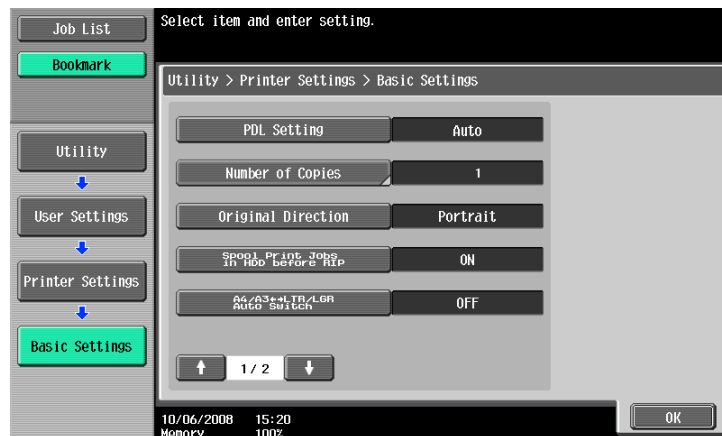 Job List
Bookmark
Utility
User Settings
Printer Settings
Basic Settings
Select item and enter setting.
Utility > Printer Settings > Basic Settings
PDL Setting Auto
Number of Copies 1
Original Direction Portrait
Spool Print Jobs
in HDD before RIP ON
A4/A3↔LTR/LGR
Auto Switch OFF
↑ 1/ 2 ↓
10/06/2008 15:20
Memory 100%
OK